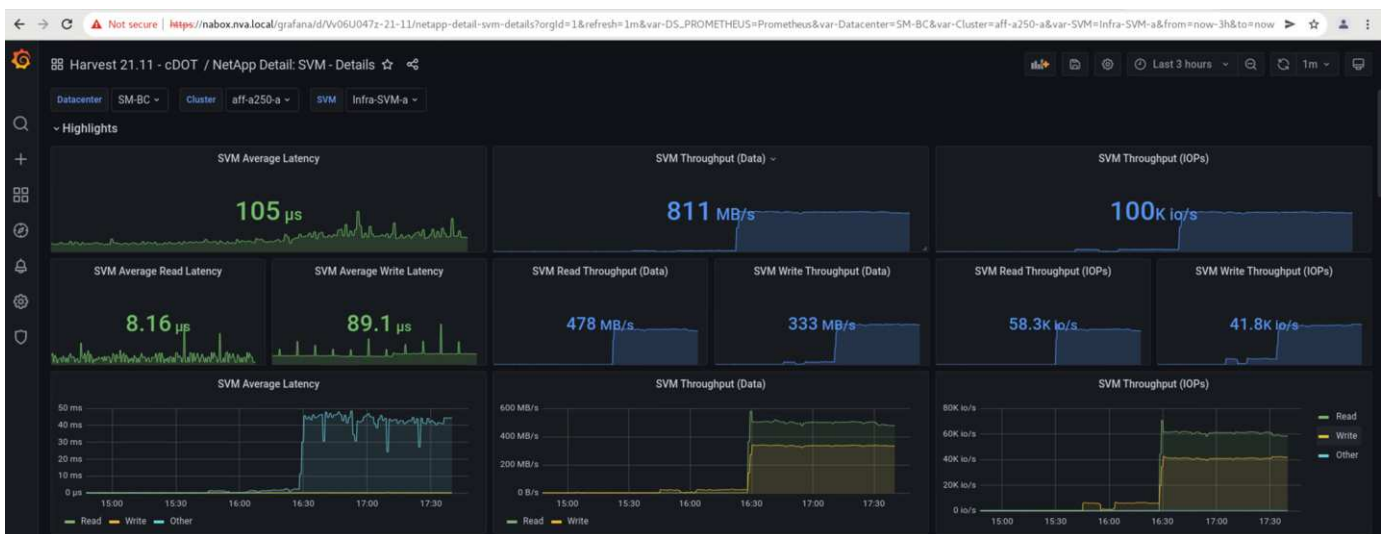 Not secure | https://nabox.nva.local/grafana/d/Vv06U047z-21-11/netapp-detail-svm-details?orgId=1&refresh=1m&var-DS_PROMETHEUS=Prometheus&var-Datacenter=SM-BC&var-Cluster=aff-a250-a&var-SVM=Infra-SVM-a&from=now-3h&to=now
Harvest 21.11 - cDOT / NetApp Detail: SVM - Details
Last 3 hours
1m
Datacenter SM-BC Cluster aff-a250-a SVM Infra-SVM-a
Highlights
SVM Average Latency
105 µs
SVM Throughput (Data)
811 MB/s
SVM Throughput (IOPs)
100K io/s
SVM Average Read Latency
8.16 µs
SVM Average Write Latency
89.1 µs
SVM Read Throughput (Data)
478 MB/s
SVM Write Throughput (Data)
333 MB/s
SVM Read Throughput (IOPs)
58.3K io/s
SVM Write Throughput (IOPs)
41.8K io/s
SVM Average Latency
50 ms
40 ms
30 ms
20 ms
10 ms
0 µs
15:00 15:30 16:00 16:30 17:00 17:30
Read Write Other
SVM Throughput (Data)
600 MB/s
400 MB/s
200 MB/s
0 B/s
15:00 15:30 16:00 16:30 17:00 17:30
Read Write
SVM Throughput (IOPs)
80K io/s
60K io/s
40K io/s
20K io/s
0 io/s
15:00 15:30 16:00 16:30 17:00 17:30
Read
Write
Other